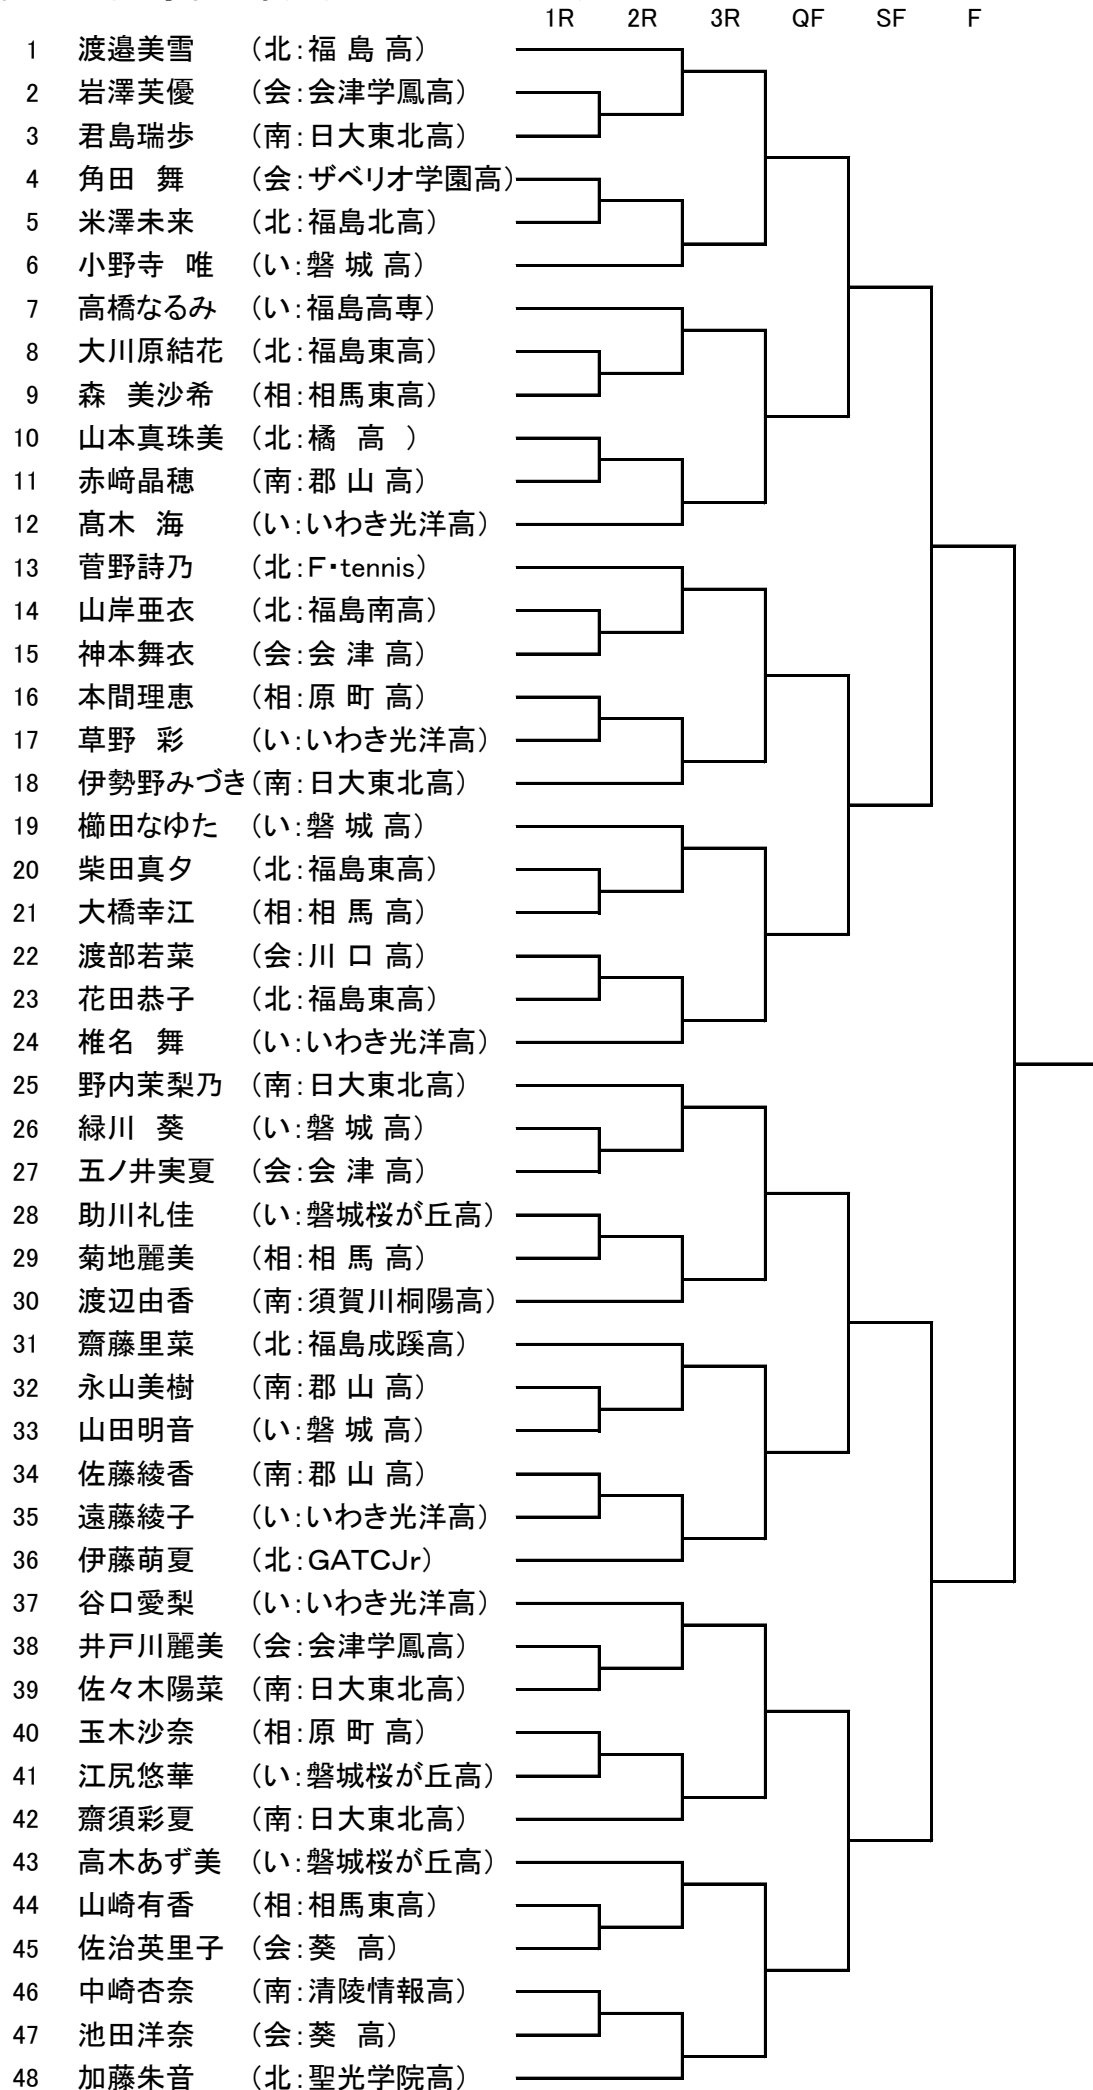 1R 2R 3R QF SF F
1 渡邉美雪 (北:福 島 高)
2 岩澤芙優 (会:会津学鳳高)
3 君島瑞歩 (南:日大東北高)
4 角田 舞 (会:ザベリオ学園高)
5 米澤未来 (北:福島北高)
6 小野寺 唯 (い:磐 城 高)
7 高橋なるみ (い:福島高専)
8 大川原結花 (北:福島東高)
9 森 美沙希 (相:相馬東高)
10 山本真珠美 (北:橘 高 )
11 赤﨑晶穂 (南:郡 山 高)
12 髙木 海 (い:いわき光洋高)
13 菅野詩乃 (北:F・tennis)
14 山岸亜衣 (北:福島南高)
15 神本舞衣 (会:会 津 高)
16 本間理恵 (相:原 町 高)
17 草野 彩 (い:いわき光洋高)
18 伊勢野みづき (南:日大東北高)
19 櫛田なゆた (い:磐 城 高)
20 柴田真夕 (北:福島東高)
21 大橋幸江 (相:相 馬 高)
22 渡部若菜 (会:川 口 高)
23 花田恭子 (北:福島東高)
24 椎名 舞 (い:いわき光洋高)
25 野内茉梨乃 (南:日大東北高)
26 緑川 葵 (い:磐 城 高)
27 五ノ井実夏 (会:会 津 高)
28 助川礼佳 (い:磐城桜が丘高)
29 菊地麗美 (相:相 馬 高)
30 渡辺由香 (南:須賀川桐陽高)
31 齋藤里菜 (北:福島成蹊高)
32 永山美樹 (南:郡 山 高)
33 山田明音 (い:磐 城 高)
34 佐藤綾香 (南:郡 山 高)
35 遠藤綾子 (い:いわき光洋高)
36 伊藤萌夏 (北:GATCJr)
37 谷口愛梨 (い:いわき光洋高)
38 井戸川麗美 (会:会津学鳳高)
39 佐々木陽菜 (南:日大東北高)
40 玉木沙奈 (相:原 町 高)
41 江尻悠華 (い:磐城桜が丘高)
42 齋須彩夏 (南:日大東北高)
43 高木あず美 (い:磐城桜が丘高)
44 山崎有香 (相:相馬東高)
45 佐治英里子 (会:葵 高)
46 中崎杏奈 (南:清陵情報高)
47 池田洋奈 (会:葵 高)
48 加藤朱音 (北:聖光学院高)